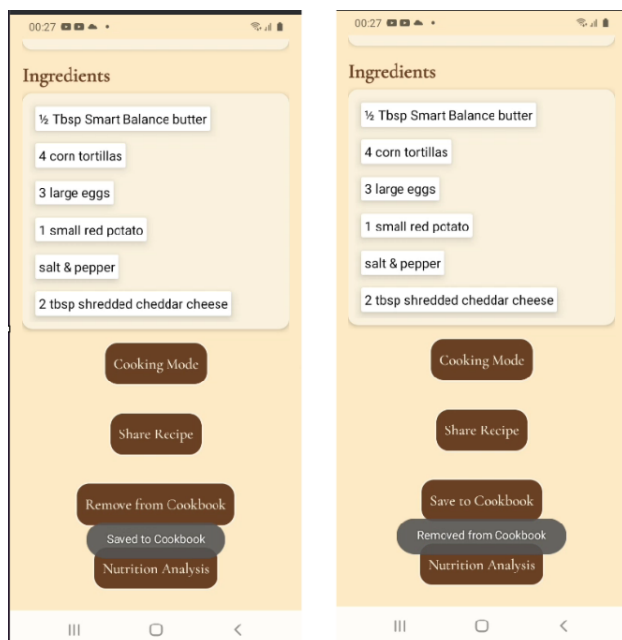 00:27
Ingredients
½ Tbsp Smart Balance butter
4 corn tortillas
3 large eggs
1 small red potato
salt & pepper
2 tbsp shredded cheddar cheese
Cooking Mode
Share Recipe
Remove from Cookbook
Saved to Cookbook
Nutrition Analysis
00:27
Ingredients
½ Tbsp Smart Balance butter
4 corn tortillas
3 large eggs
1 small red potato
salt & pepper
2 tbsp shredded cheddar cheese
Cooking Mode
Share Recipe
Save to Cookbook
Removed from Cookbook
Nutrition Analysis